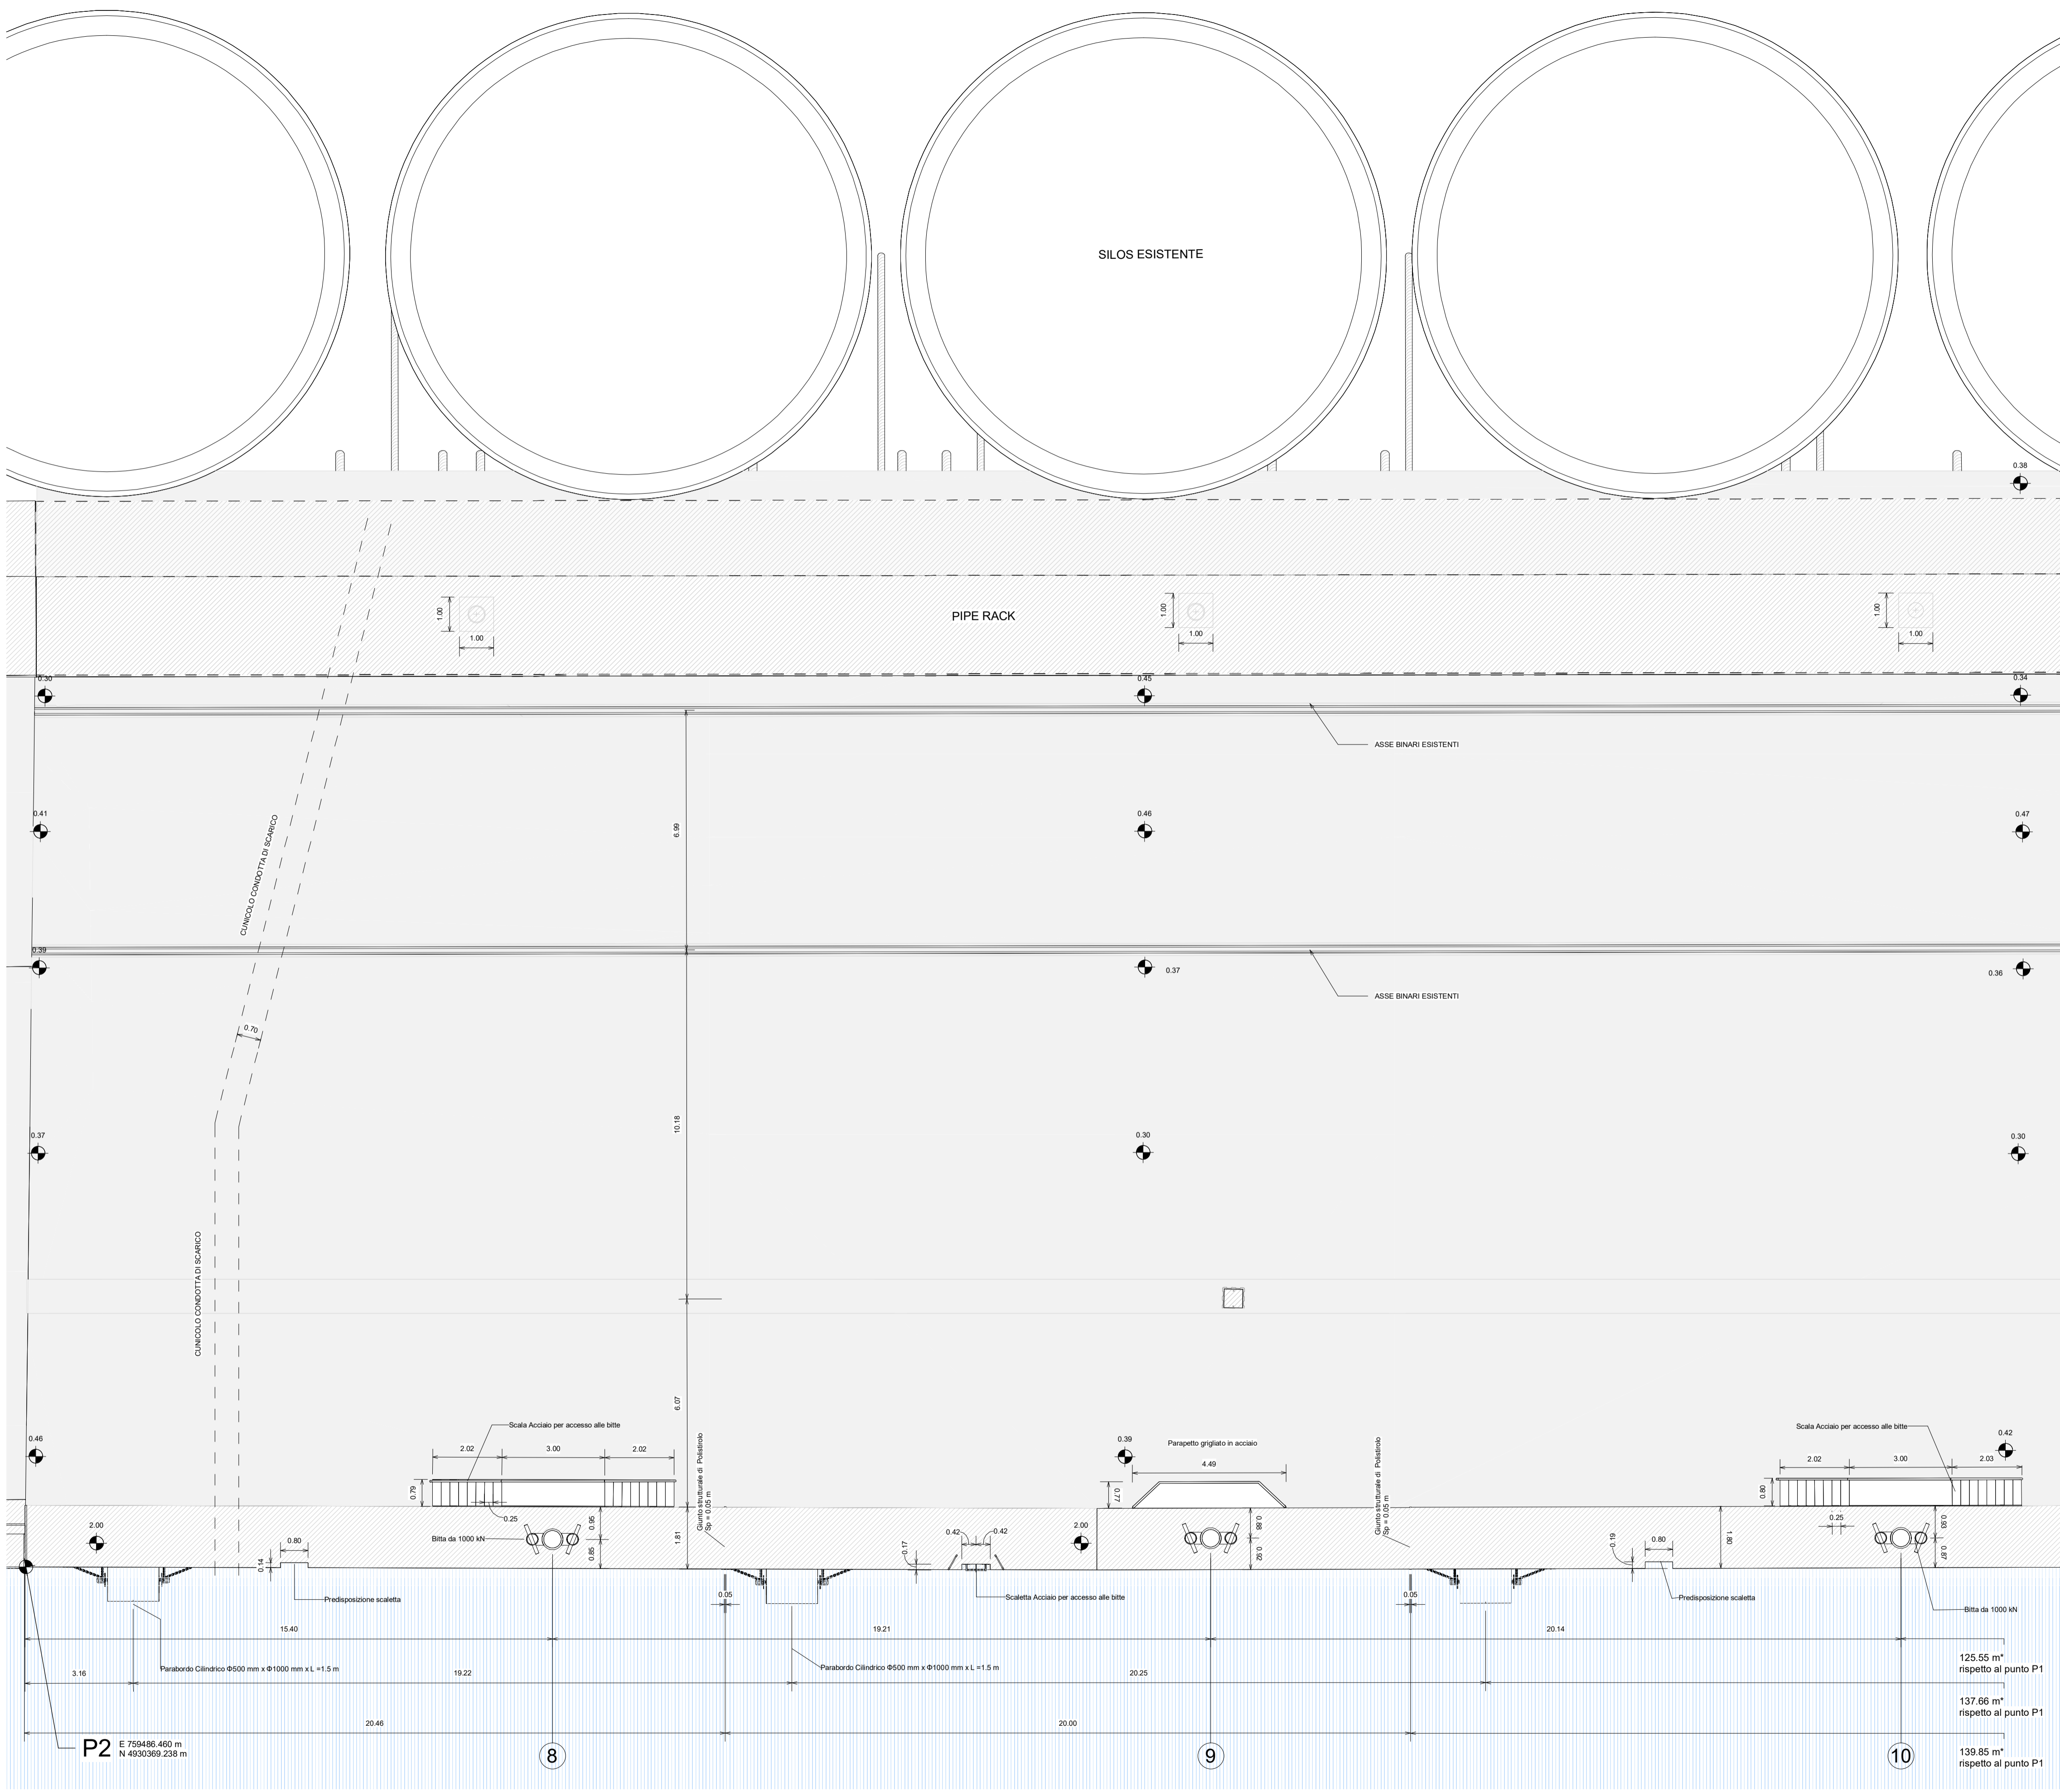 SILOS ESISTENTE
0.38
1.00
1.00
PIPE RACK
1.00
1.00
1.00
1.00
0.30
0.45
0.34
ASSE BINARI ESISTENTI
0.41
6.99
0.46
0.47
CUNICOLO CONDOTTA DI SCARICO
0.39
0.37
0.36
ASSE BINARI ESISTENTI
0.70
0.37
10.18
0.30
0.30
CUNICOLO CONDOTTA DI SCARICO
6.07
0.46
Scala Acciaio per accesso alle bitte
2.02
3.00
2.02
0.79
0.25
Giunto strutturale di Polistirolo
Sp = 0.05 m
0.39
Parapetto grigliato in acciaio
4.49
0.77
Giunto strutturale di Polistirolo
Sp = 0.05 m
Scala Acciaio per accesso alle bitte
0.42
2.02
3.00
2.03
0.80
0.25
2.00
0.80
0.14
Bitta da 1000 kN
0.95
0.85
1.81
0.42
0.42
0.17
2.00
0.88
0.92
0.19
0.80
1.80
0.93
0.87
Predisposizione scaletta
0.05
Scaletta Acciaio per accesso alle bitte
0.05
Predisposizione scaletta
Bitta da 1000 kN
15.40
19.21
20.14
125.55 m*
rispetto al punto P1
3.16
Parabordo Cilindrico Φ500 mm x Φ1000 mm x L =1.5 m
19.22
Parabordo Cilindrico Φ500 mm x Φ1000 mm x L =1.5 m
20.25
137.66 m*
rispetto al punto P1
20.46
20.00
139.85 m*
rispetto al punto P1
P2
E 759486.460 m
N 4930369.238 m
8
9
10